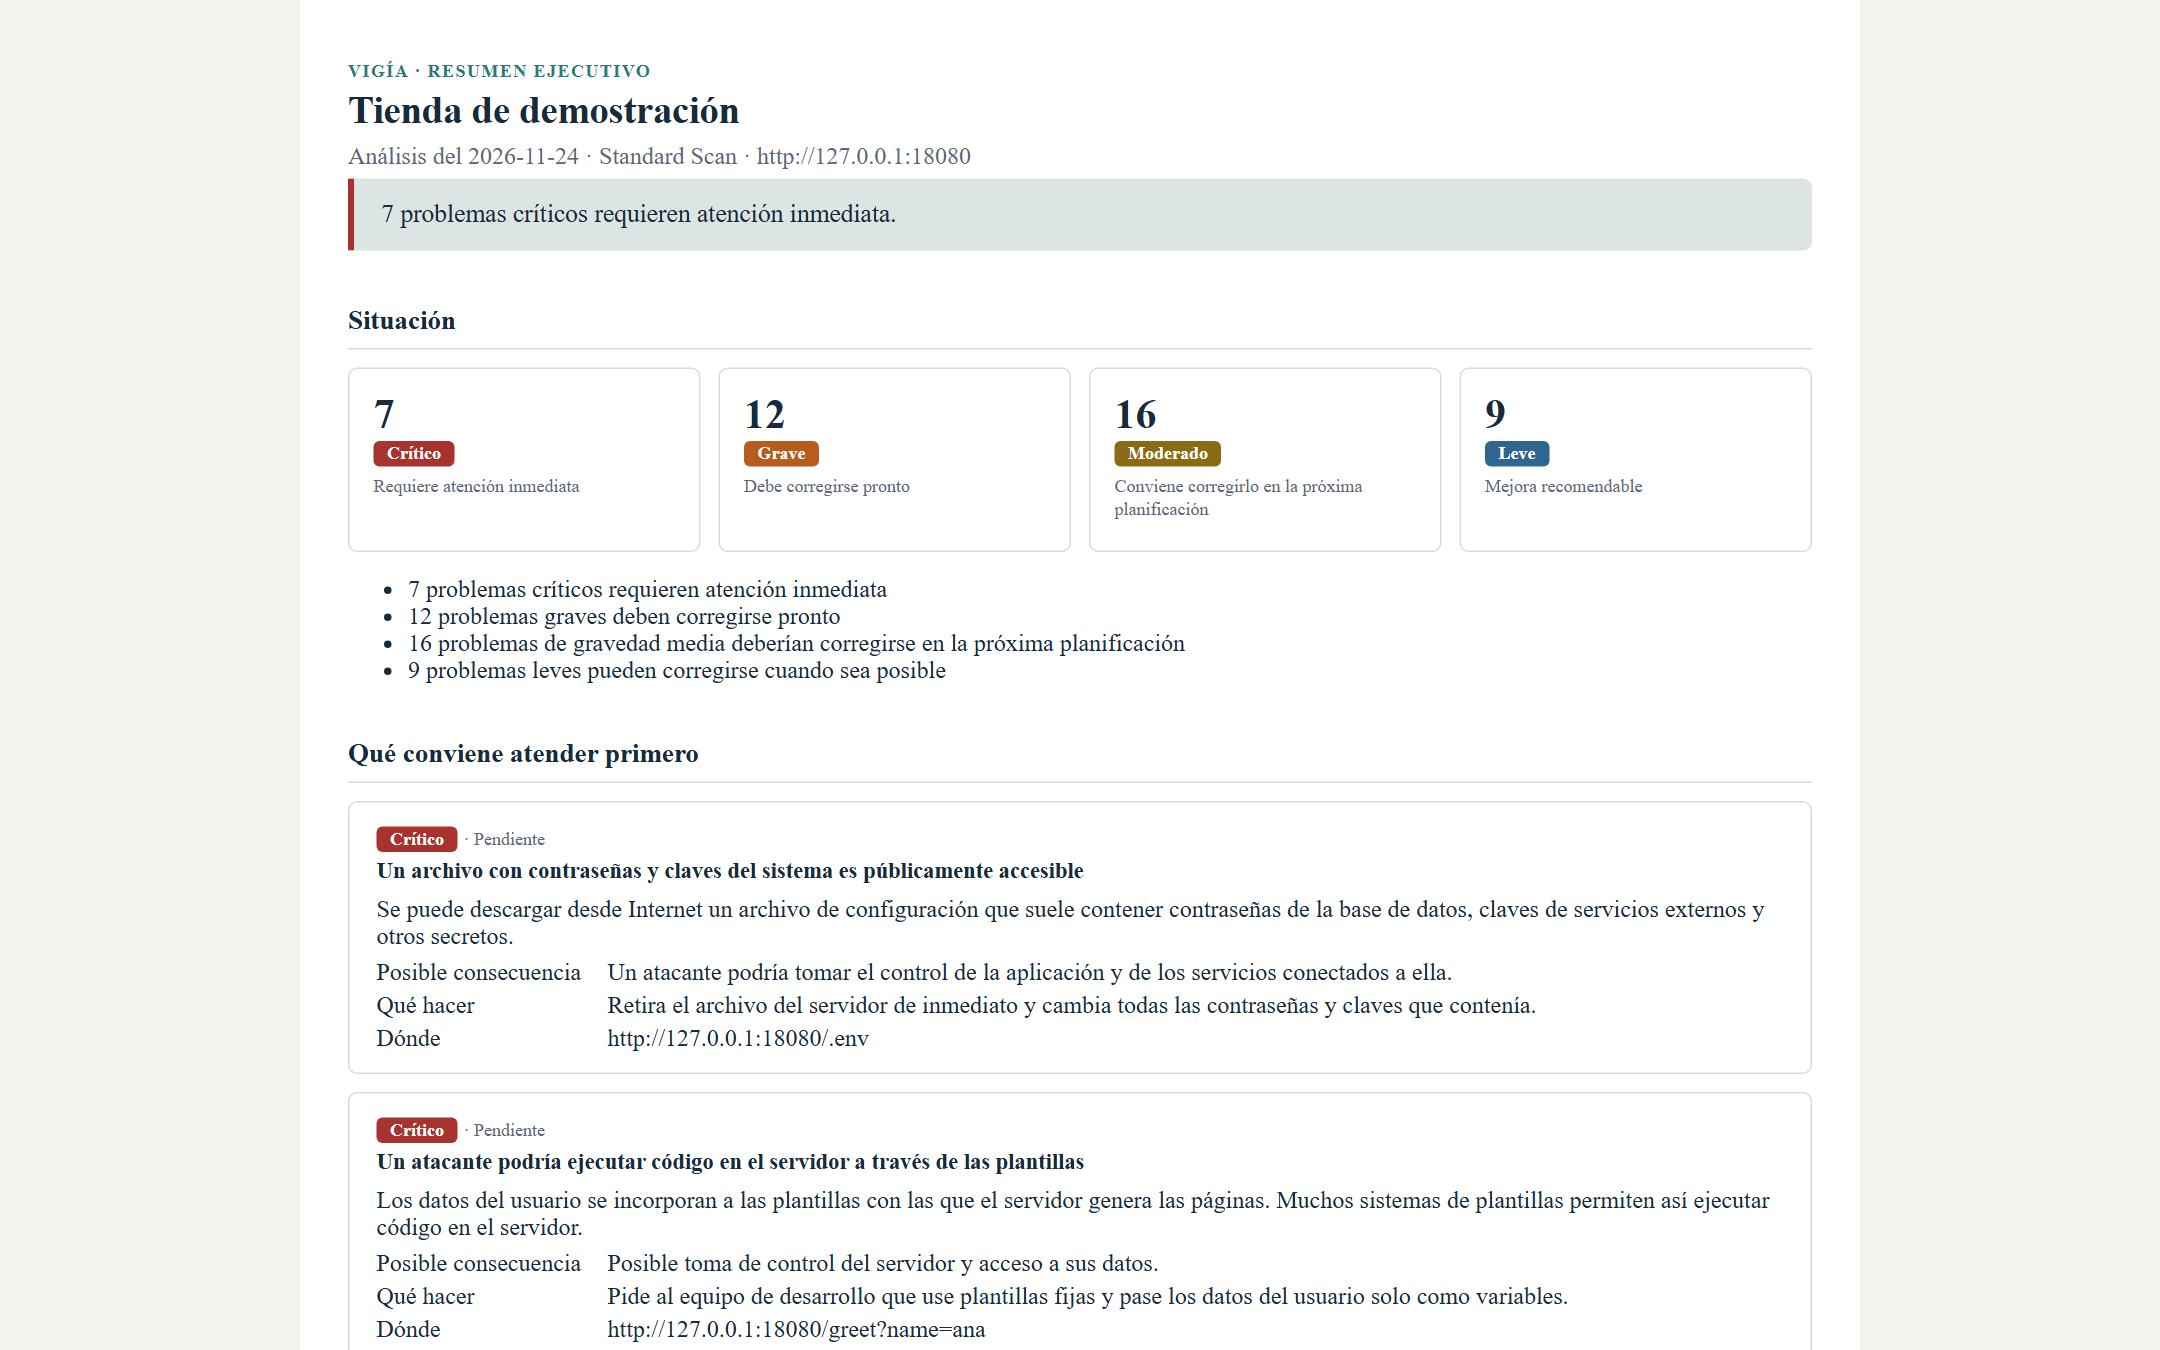 VIGÍA · RESUMEN EJECUTIVO
Tienda de demostración
Análisis del 2026-11-24 · Standard Scan · http://127.0.0.1:18080
7 problemas críticos requieren atención inmediata.
Situación
7
Crítico
Requiere atención inmediata
12
Grave
Debe corregirse pronto
16
Moderado
Conviene corregirlo en la próxima
planificación
9
Leve
Mejora recomendable
• 7 problemas críticos requieren atención inmediata
• 12 problemas graves deben corregirse pronto
• 16 problemas de gravedad media deberían corregirse en la próxima planificación
• 9 problemas leves pueden corregirse cuando sea posible
Qué conviene atender primero
Crítico · Pendiente
Un archivo con contraseñas y claves del sistema es públicamente accesible
Se puede descargar desde Internet un archivo de configuración que suele contener contraseñas de la base de datos, claves de servicios externos y
otros secretos.
Posible consecuencia Un atacante podría tomar el control de la aplicación y de los servicios conectados a ella.
Qué hacer Retira el archivo del servidor de inmediato y cambia todas las contraseñas y claves que contenía.
Dónde http://127.0.0.1:18080/.env
Crítico · Pendiente
Un atacante podría ejecutar código en el servidor a través de las plantillas
Los datos del usuario se incorporan a las plantillas con las que el servidor genera las páginas. Muchos sistemas de plantillas permiten así ejecutar
código en el servidor.
Posible consecuencia Posible toma de control del servidor y acceso a sus datos.
Qué hacer Pide al equipo de desarrollo que use plantillas fijas y pase los datos del usuario solo como variables.
Dónde http://127.0.0.1:18080/greet?name=ana